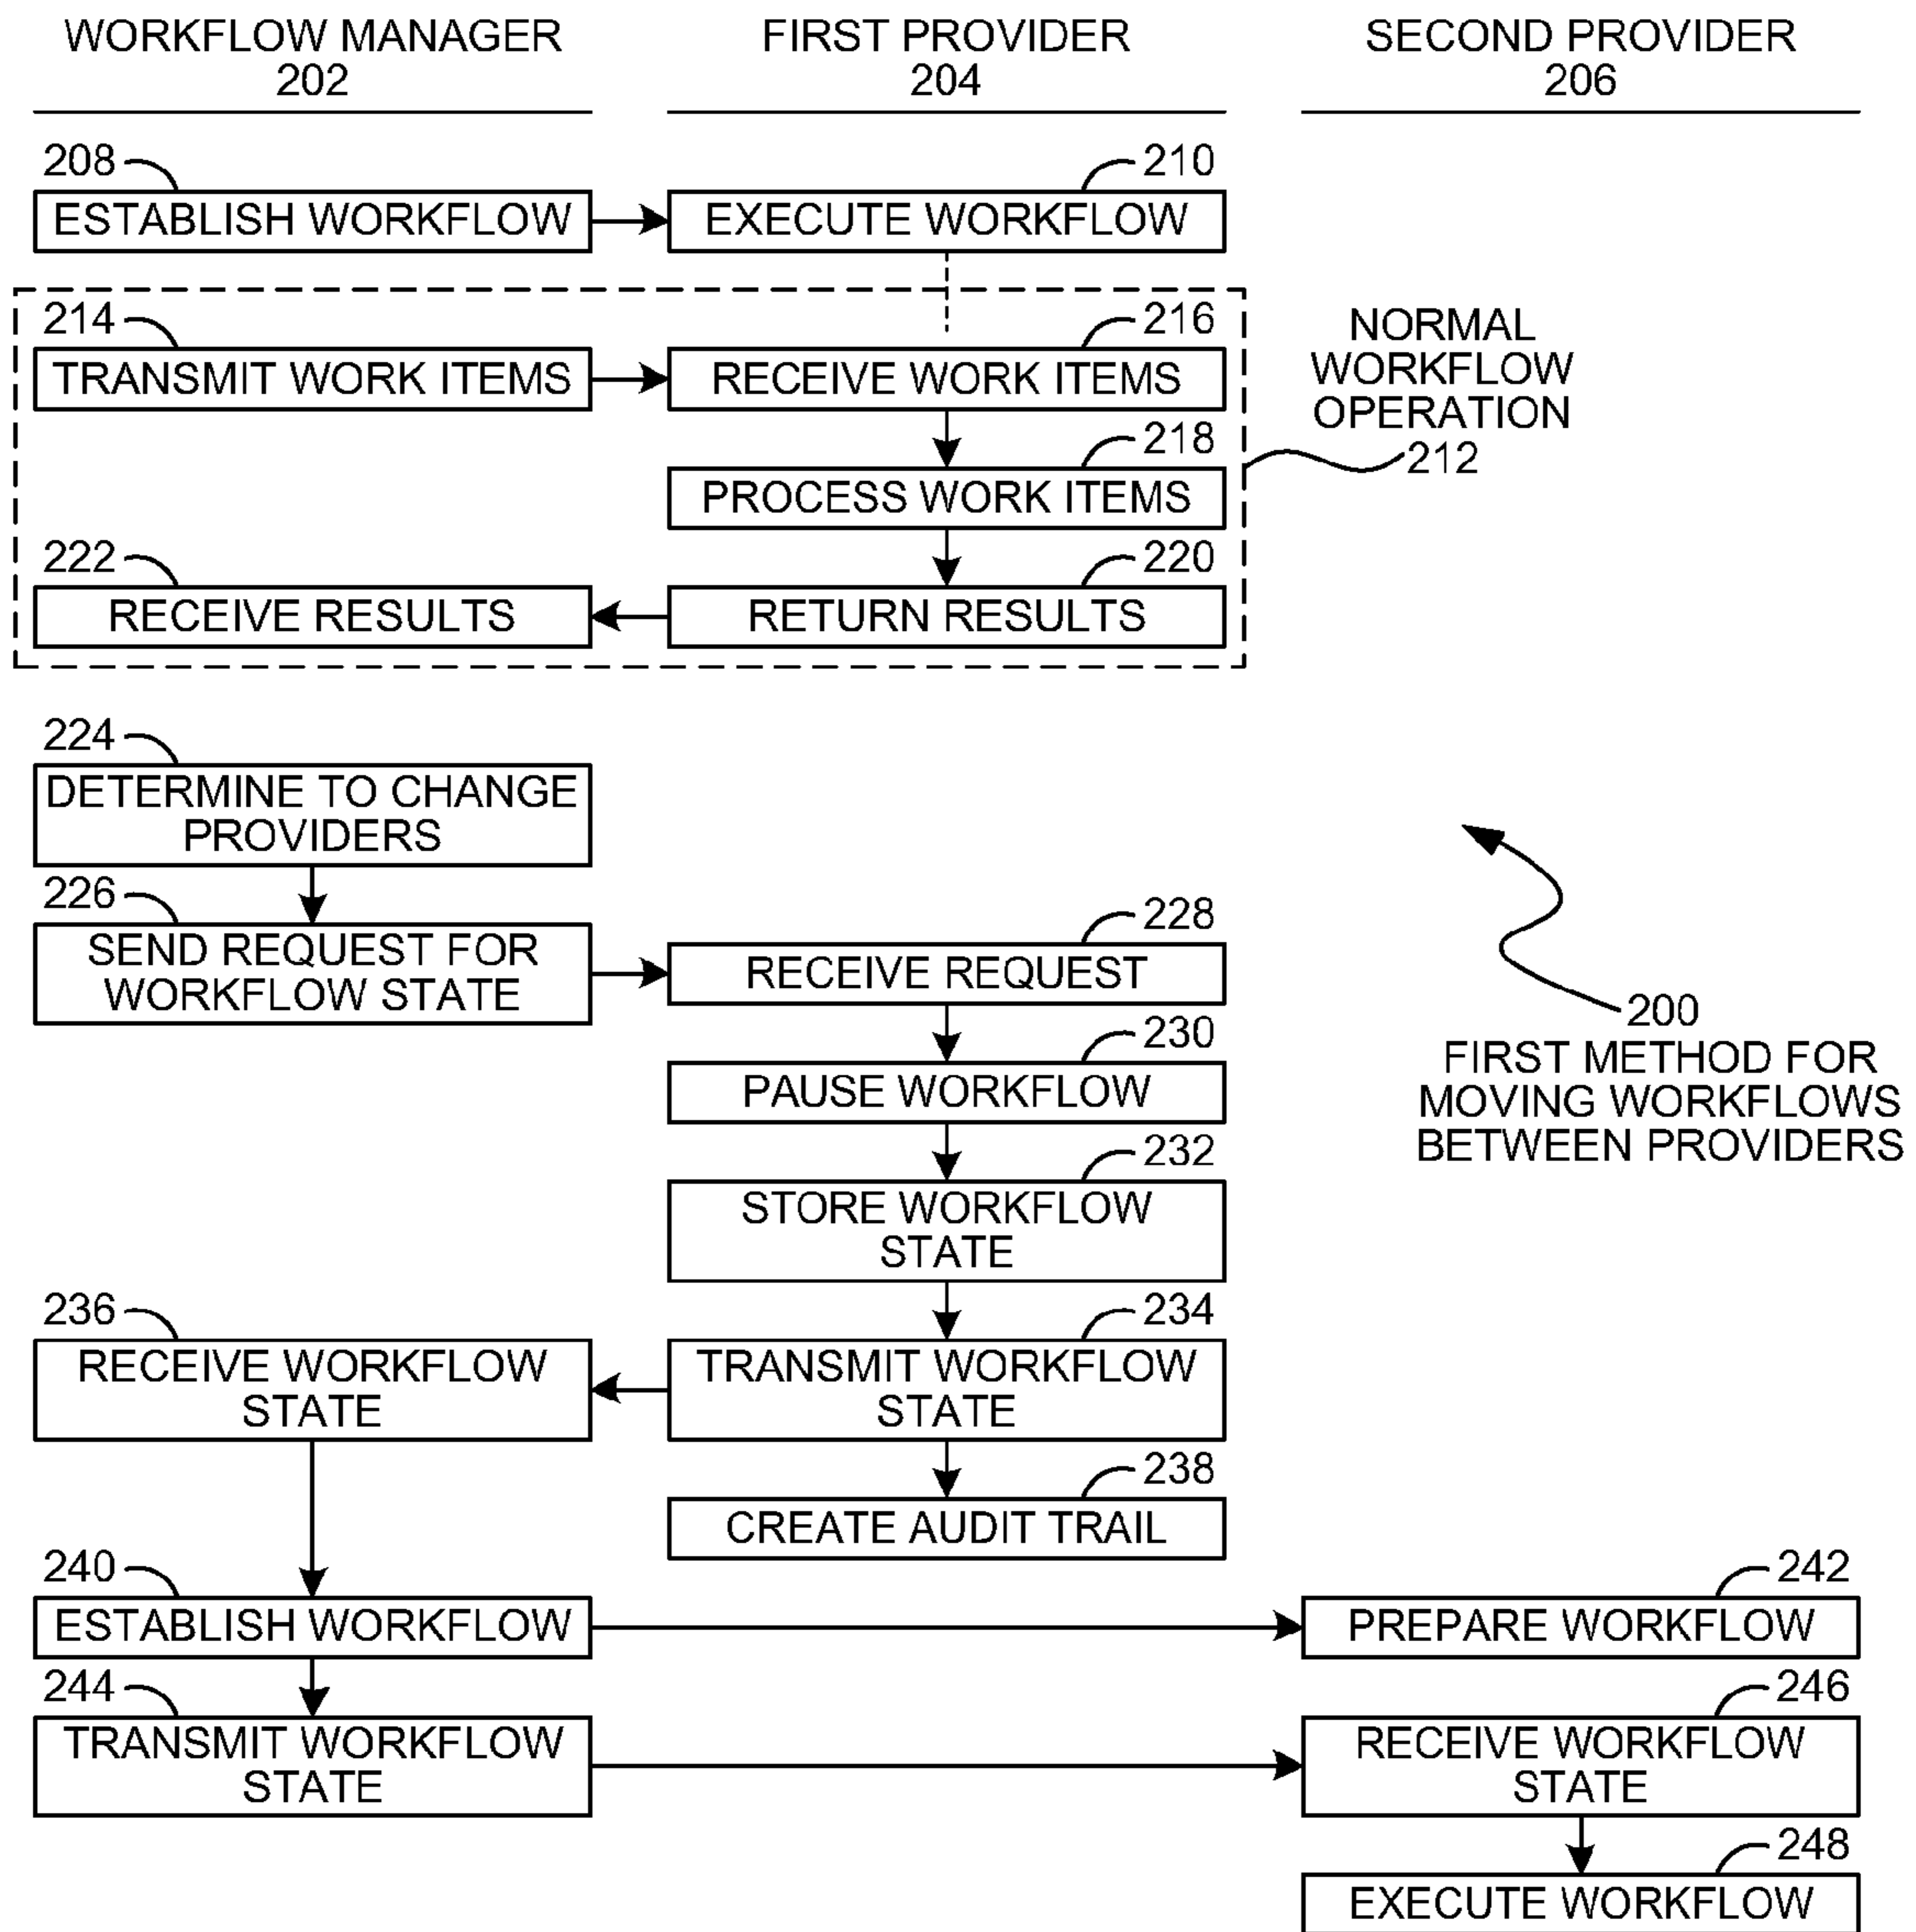 WORKFLOW MANAGER
202
FIRST PROVIDER
204
SECOND PROVIDER
206
208
ESTABLISH WORKFLOW
210
EXECUTE WORKFLOW
214
TRANSMIT WORK ITEMS
216
RECEIVE WORK ITEMS
NORMAL
WORKFLOW
OPERATION
212
218
PROCESS WORK ITEMS
222
RECEIVE RESULTS
220
RETURN RESULTS
224
DETERMINE TO CHANGE
PROVIDERS
226
SEND REQUEST FOR
WORKFLOW STATE
228
RECEIVE REQUEST
200
FIRST METHOD FOR
MOVING WORKFLOWS
BETWEEN PROVIDERS
230
PAUSE WORKFLOW
232
STORE WORKFLOW
STATE
236
RECEIVE WORKFLOW
STATE
234
TRANSMIT WORKFLOW
STATE
238
CREATE AUDIT TRAIL
240
ESTABLISH WORKFLOW
242
PREPARE WORKFLOW
244
TRANSMIT WORKFLOW
STATE
246
RECEIVE WORKFLOW
STATE
248
EXECUTE WORKFLOW